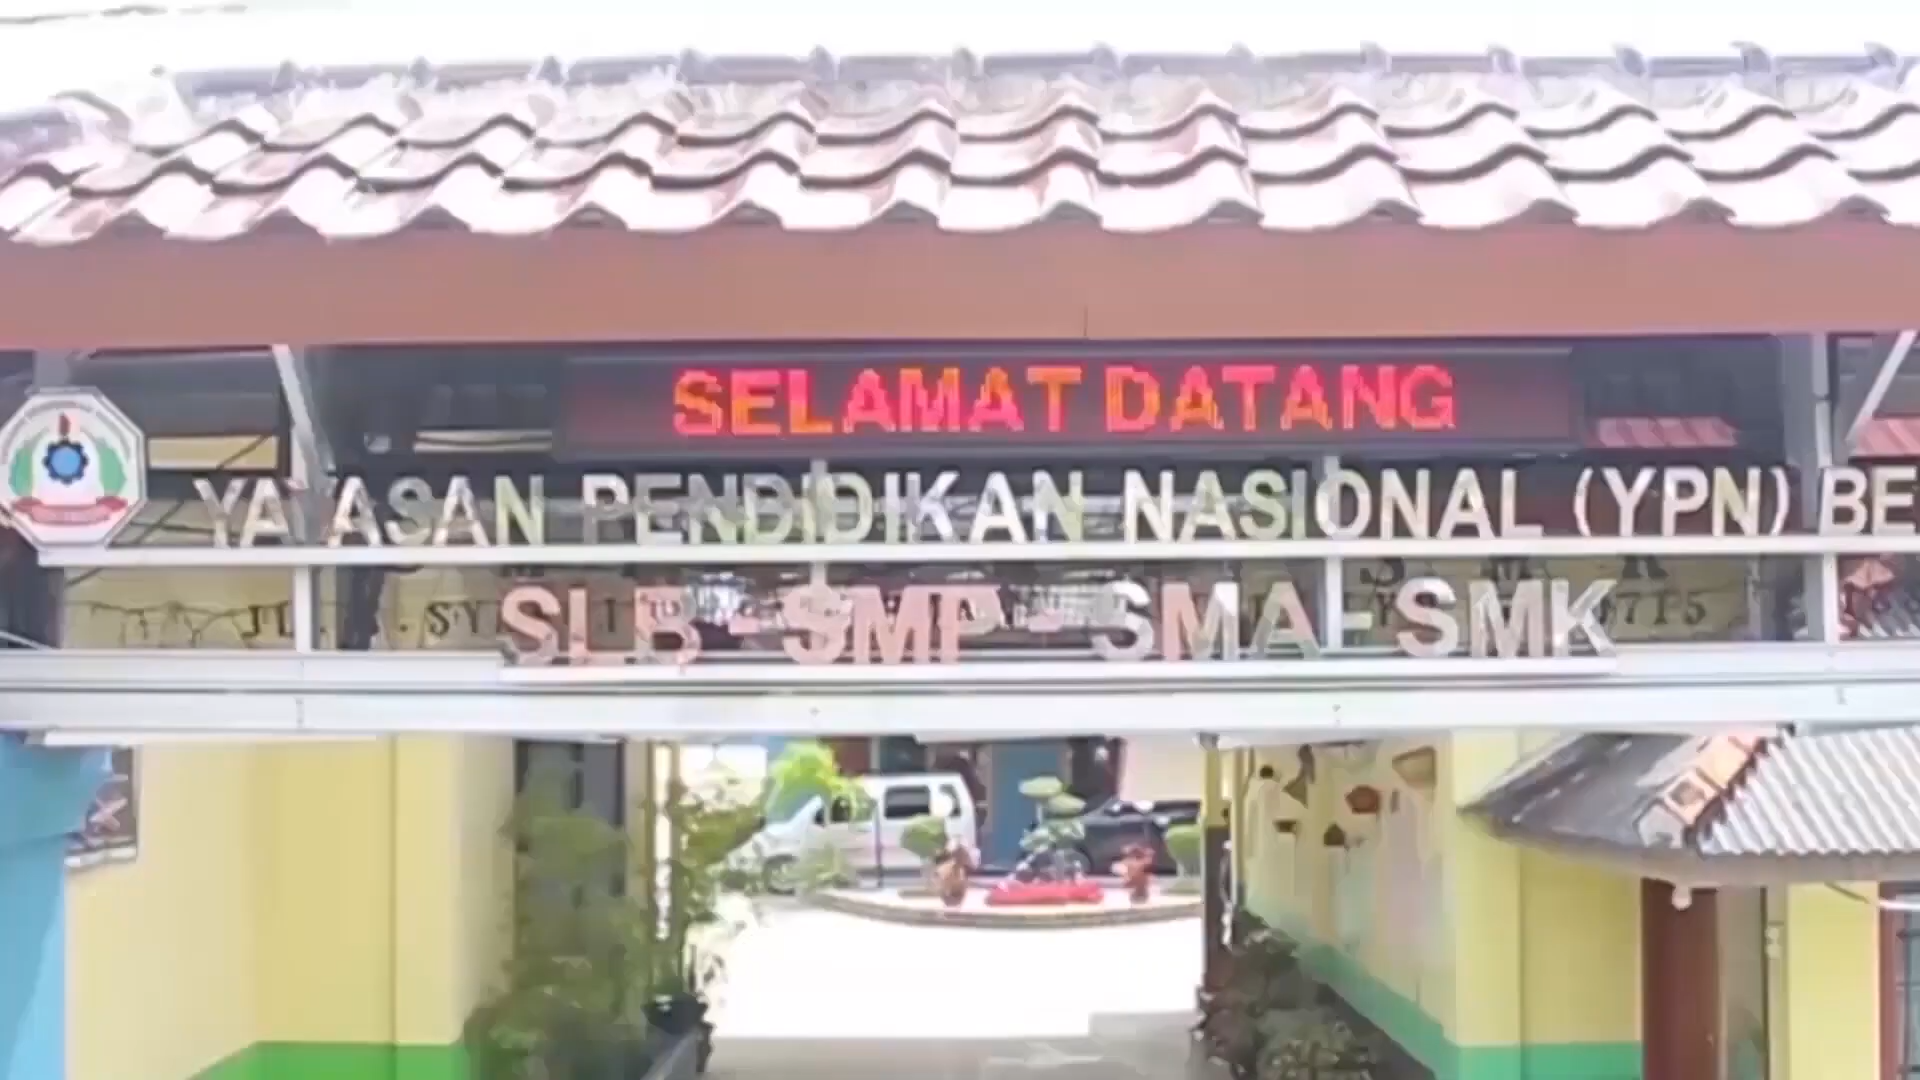 SELAMAT DATANG
YAYASAN PENDIDIKAN NASIONAL (YPN) BE
SLB - SMP - SMA - SMK